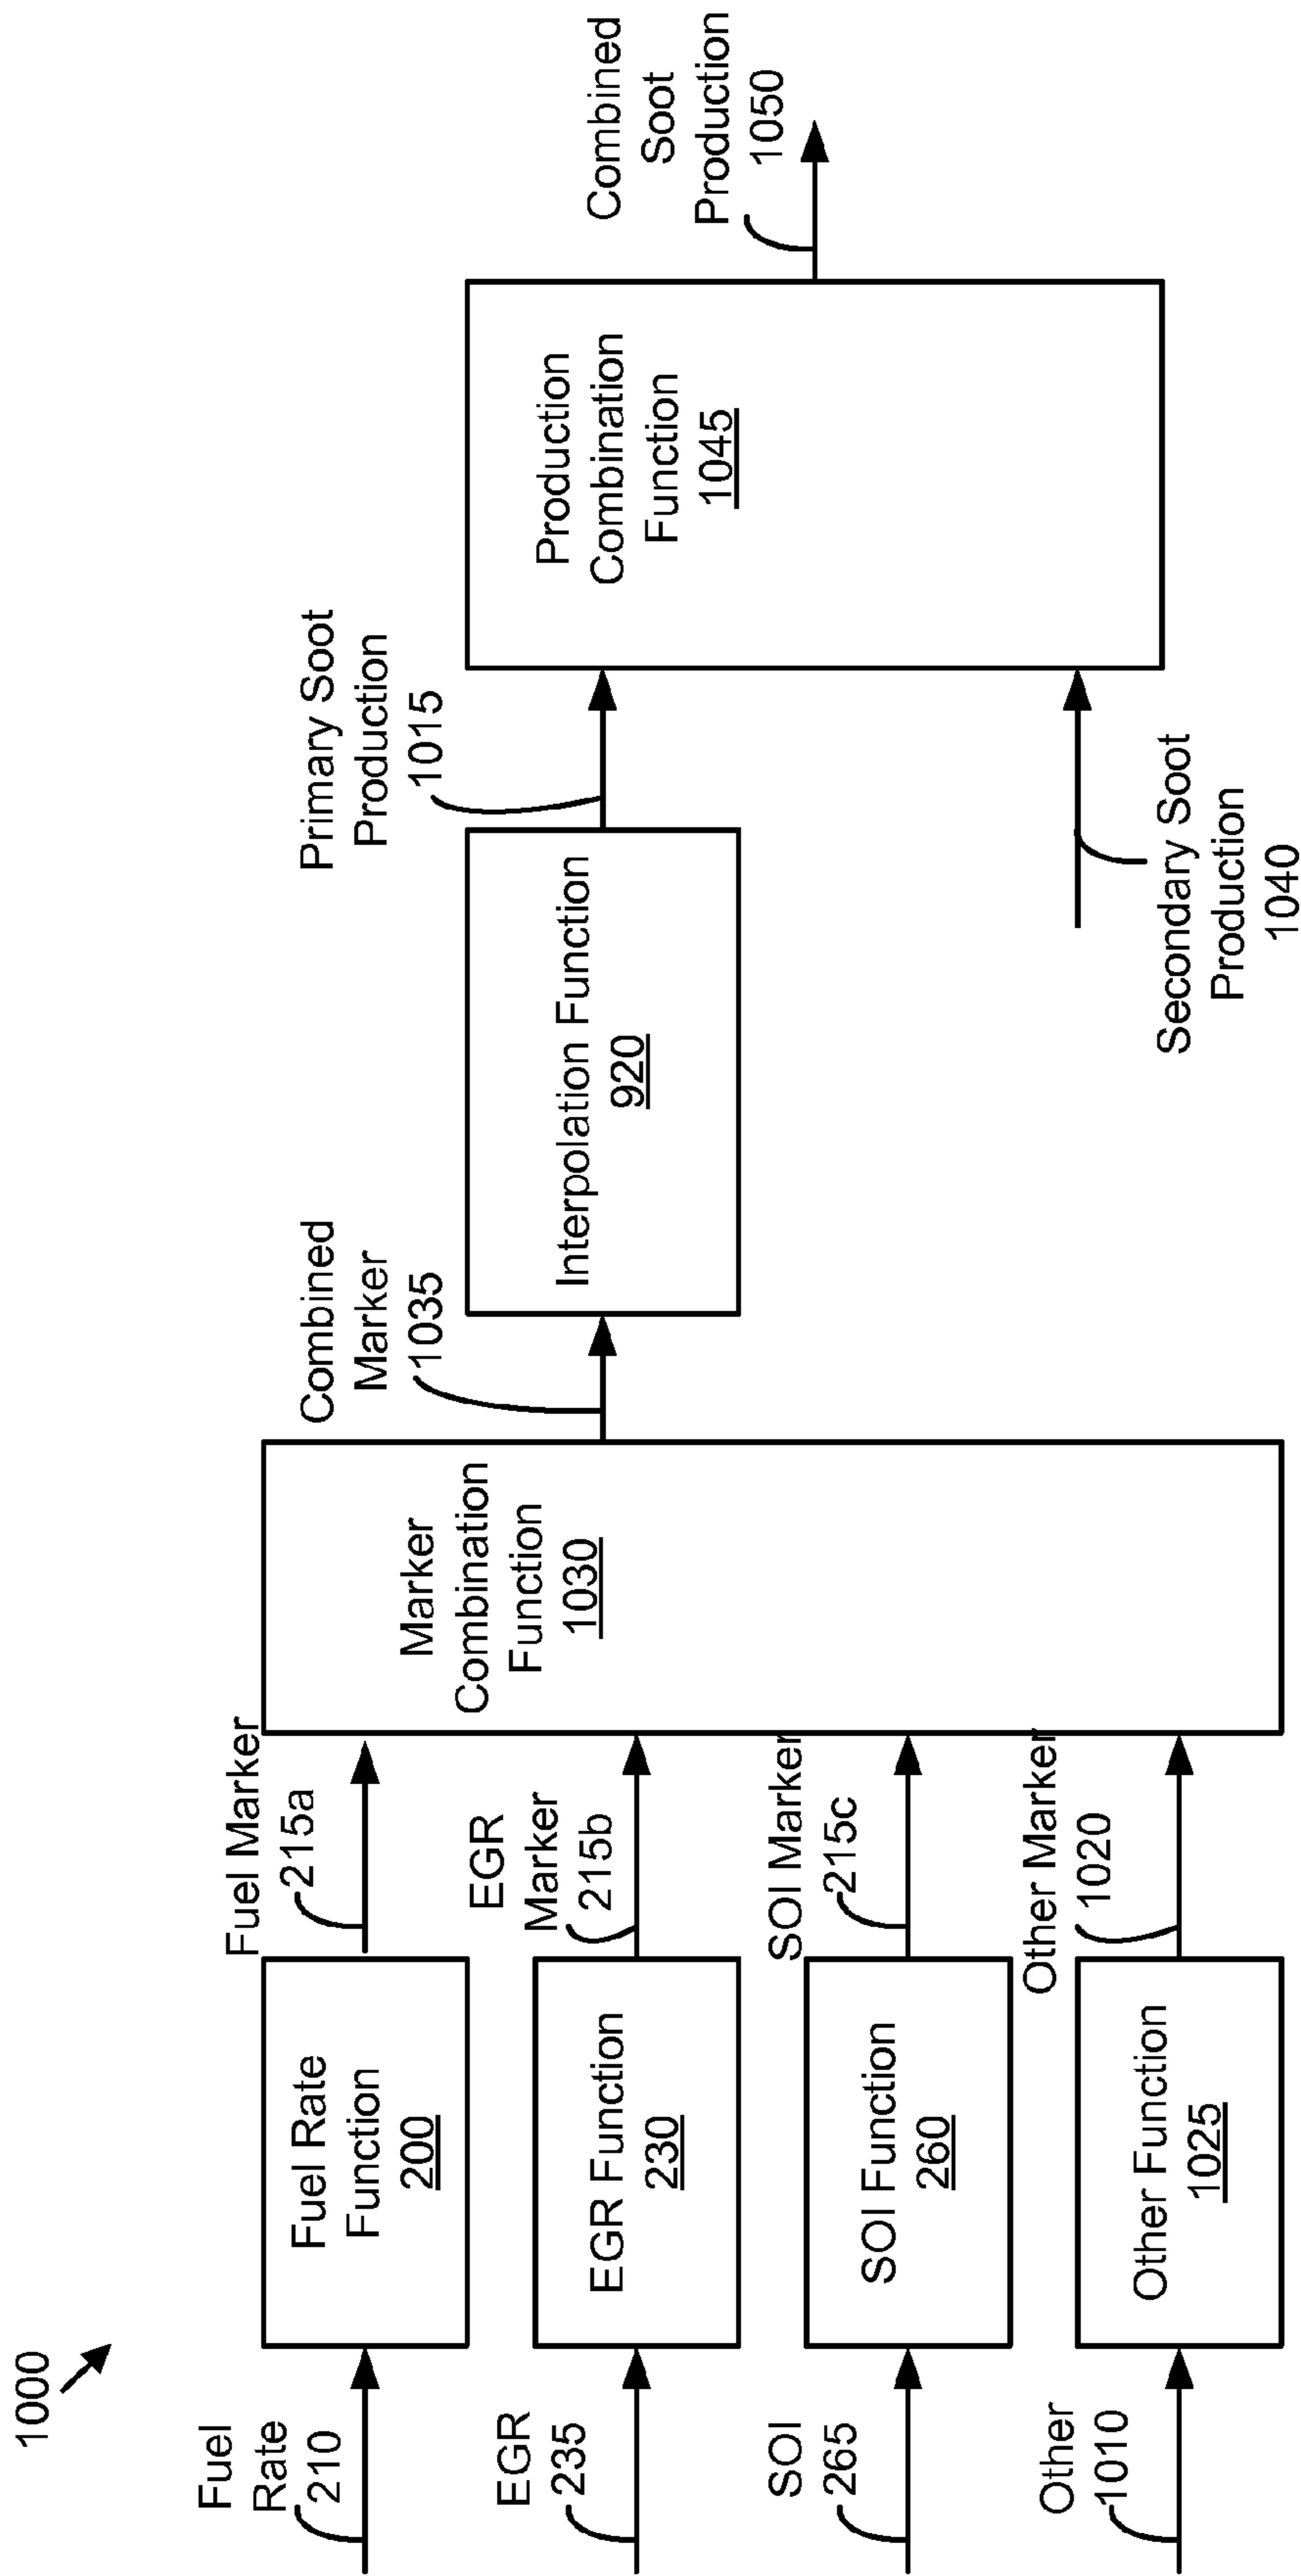 1000
Fuel
Rate
210
EGR
235
SOI
265
Other
1010
Fuel Rate
Function
200
EGR Function
230
SOI Function
260
Other Function
1025
Fuel Marker
215a
EGR
Marker
215b
SOI Marker
215c
Other Marker
1020
Marker
Combination
Function
1030
Combined
Marker
1035
Interpolation Function
920
Primary Soot
Production
1015
Secondary Soot
Production
1040
Production
Combination
Function
1045
Combined
Soot
Production
1050